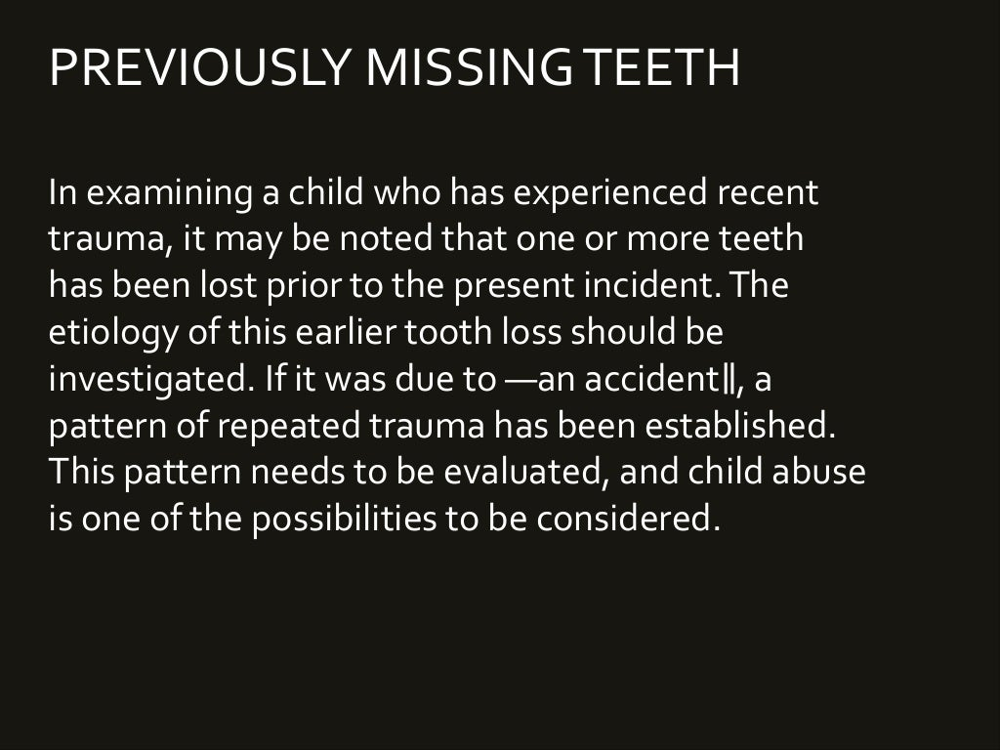 PREVIOUSLY MISSING TEETH
In examining a child who has experienced recent
trauma, it may be noted that one or more teeth
has been lost prior to the present incident. The
etiology of this earlier tooth loss should be
investigated. If it was due to ―an accident‖, a
pattern of repeated trauma has been established.
This pattern needs to be evaluated, and child abuse
is one of the possibilities to be considered.